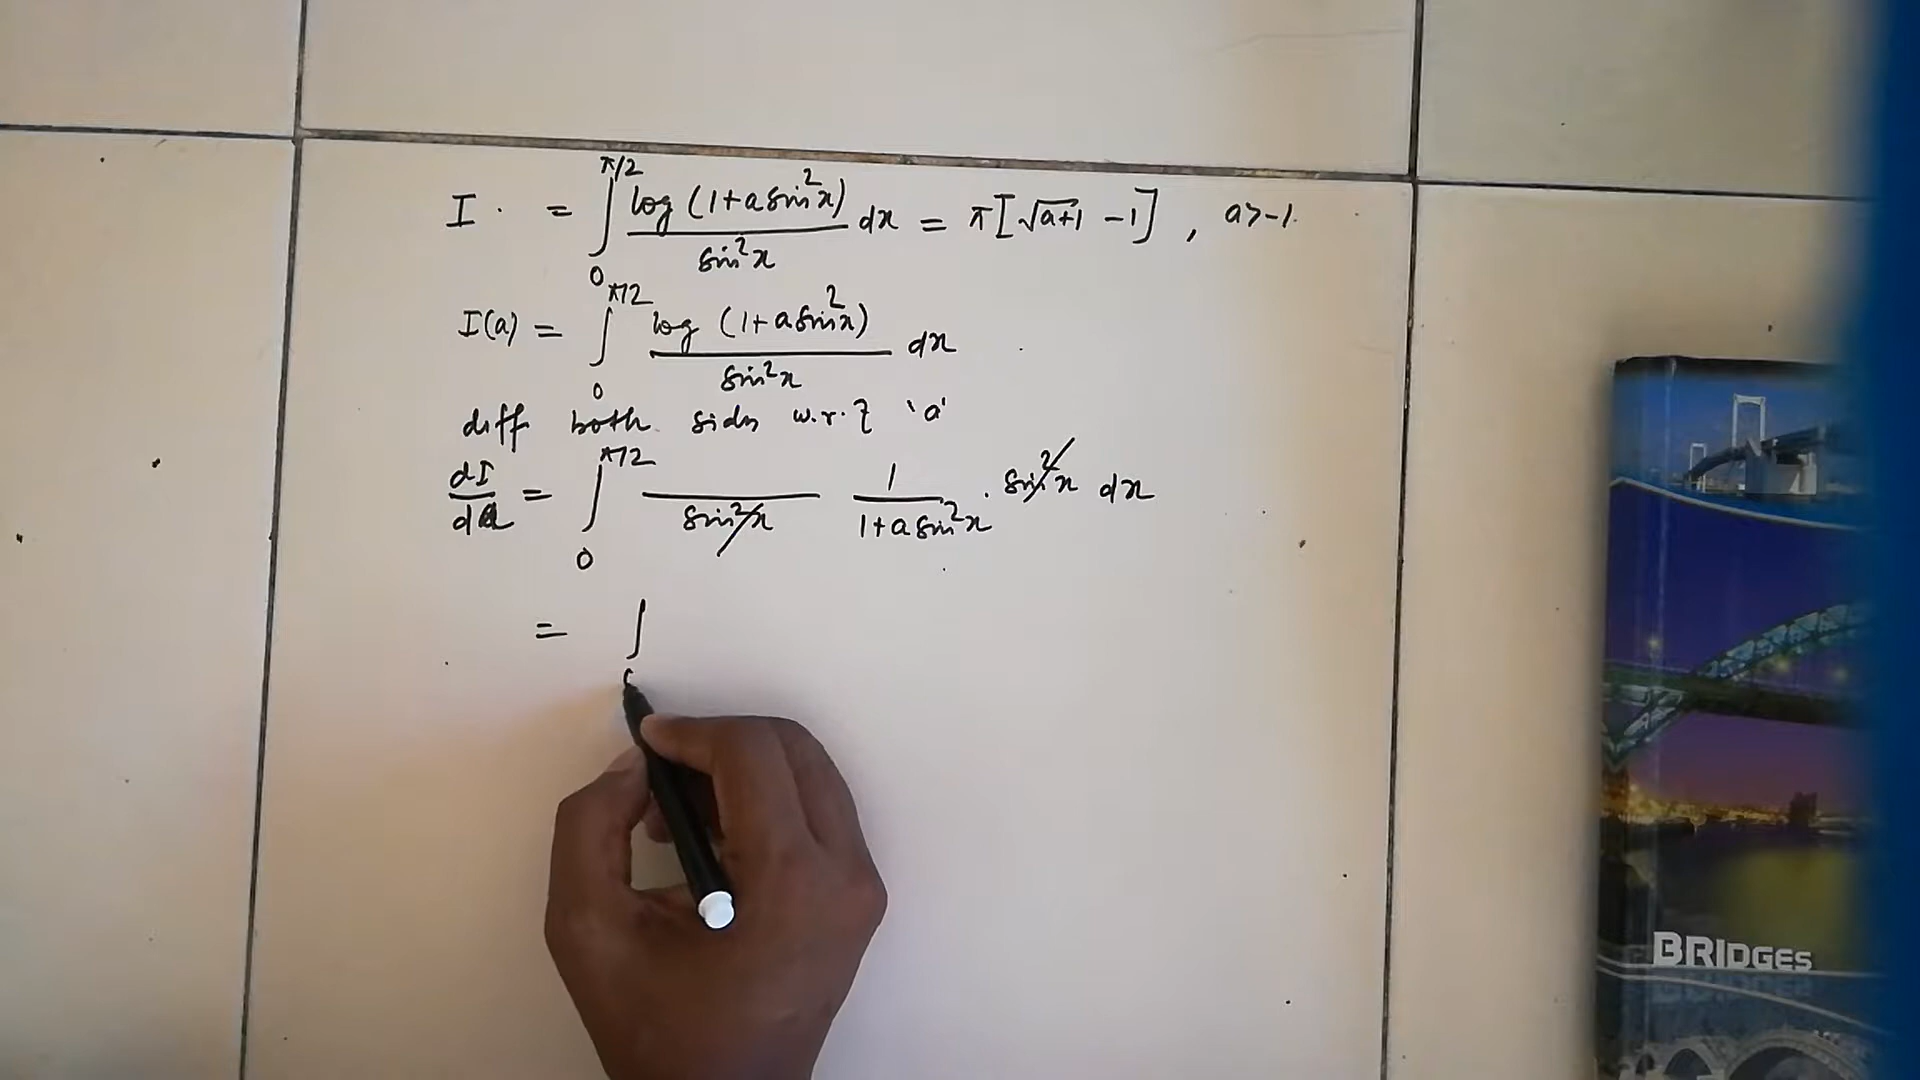 I = ∫₀^π/2 log (1+a sin²x) / sin²x dx = π[√a+1 -1] , a>-1.
I(a) = ∫₀^π/2 log (1+a sin²x) / sin²x dx
diff both sides w.r.t 'a'
dI/da = ∫₀^π/2 —— / sin²x 1 / 1+a sin²x . sin²x dx
= ∫
BRIDGES